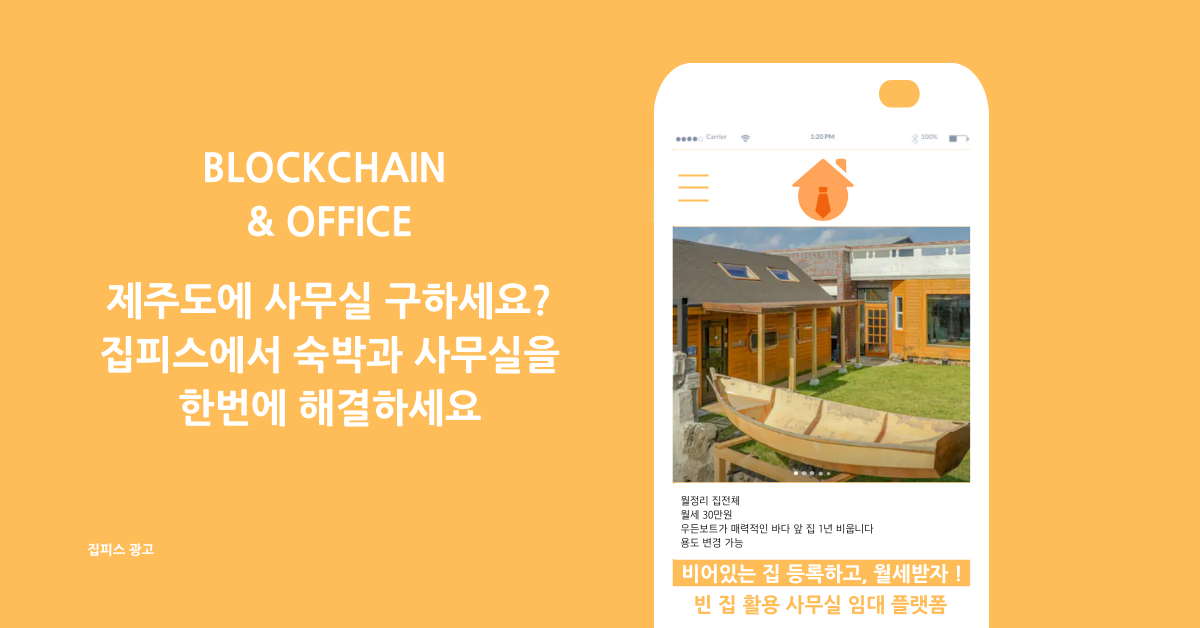 BLOCKCHAIN
& OFFICE
제주도에 사무실 구하세요?
집피스에서 숙박과 사무실을
한번에 해결하세요
집피스 광고
Carrier
1:20 PM
100%
월정리 집전체
월세 30만원
우든보트가 매력적인 바다 앞 집 1년 비웁니다
용도 변경 가능
비어있는 집 등록하고, 월세받자 !
빈 집 활용 사무실 임대 플랫폼